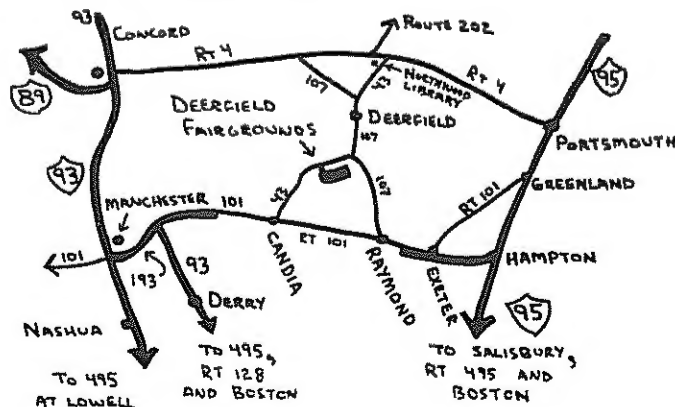 93
CONCORD
RT 4
ROUTE 202
89
107
43
NORTHWOOD
LIBRARY
RT 4
95
DEERFIELD
FAIRGROUNDS
DEERFIELD
107
PORTSMOUTH
93
GREENLAND
MANCHESTER
101
43
107
RT 101
101
193
93
CANDIA
RT 101
RAYMOND
EXETER
HAMPTON
DERRY
NASHUA
95
TO 495
AT LOWELL
TO 495,
RT 128
AND BOSTON
TO SALISBURY,
RT 495 AND
BOSTON